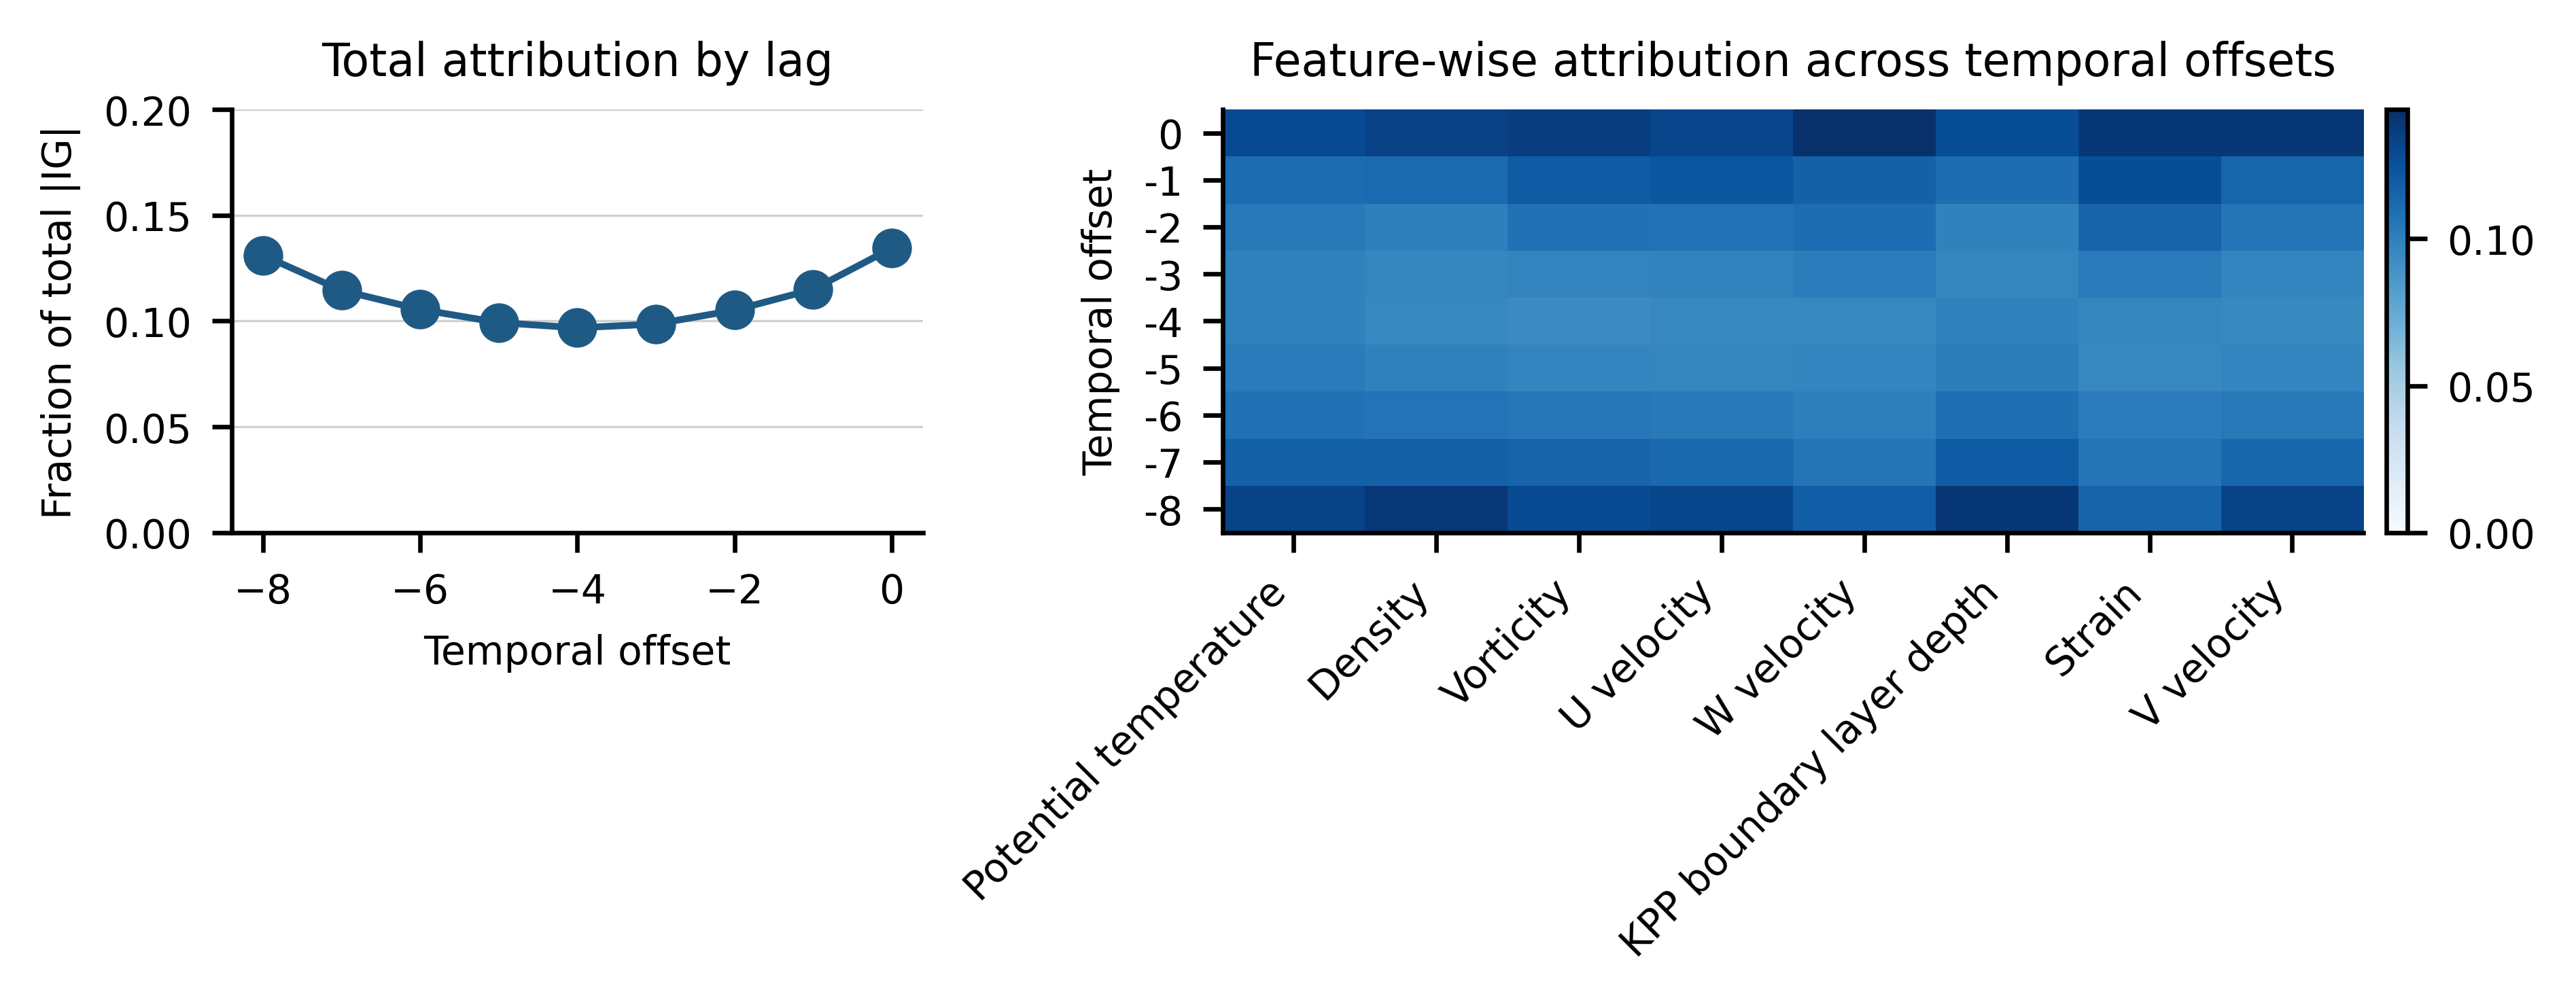 Total attribution by lag
Fraction of total |IG|
0.20
0.15
0.10
0.05
0.00
−8
−6
−4
−2
0
Temporal offset
Feature-wise attribution across temporal offsets
Temporal offset
0
-1
-2
-3
-4
-5
-6
-7
-8
Potential temperature
Density
Vorticity
U velocity
W velocity
KPP boundary layer depth
Strain
V velocity
0.10
0.05
0.00